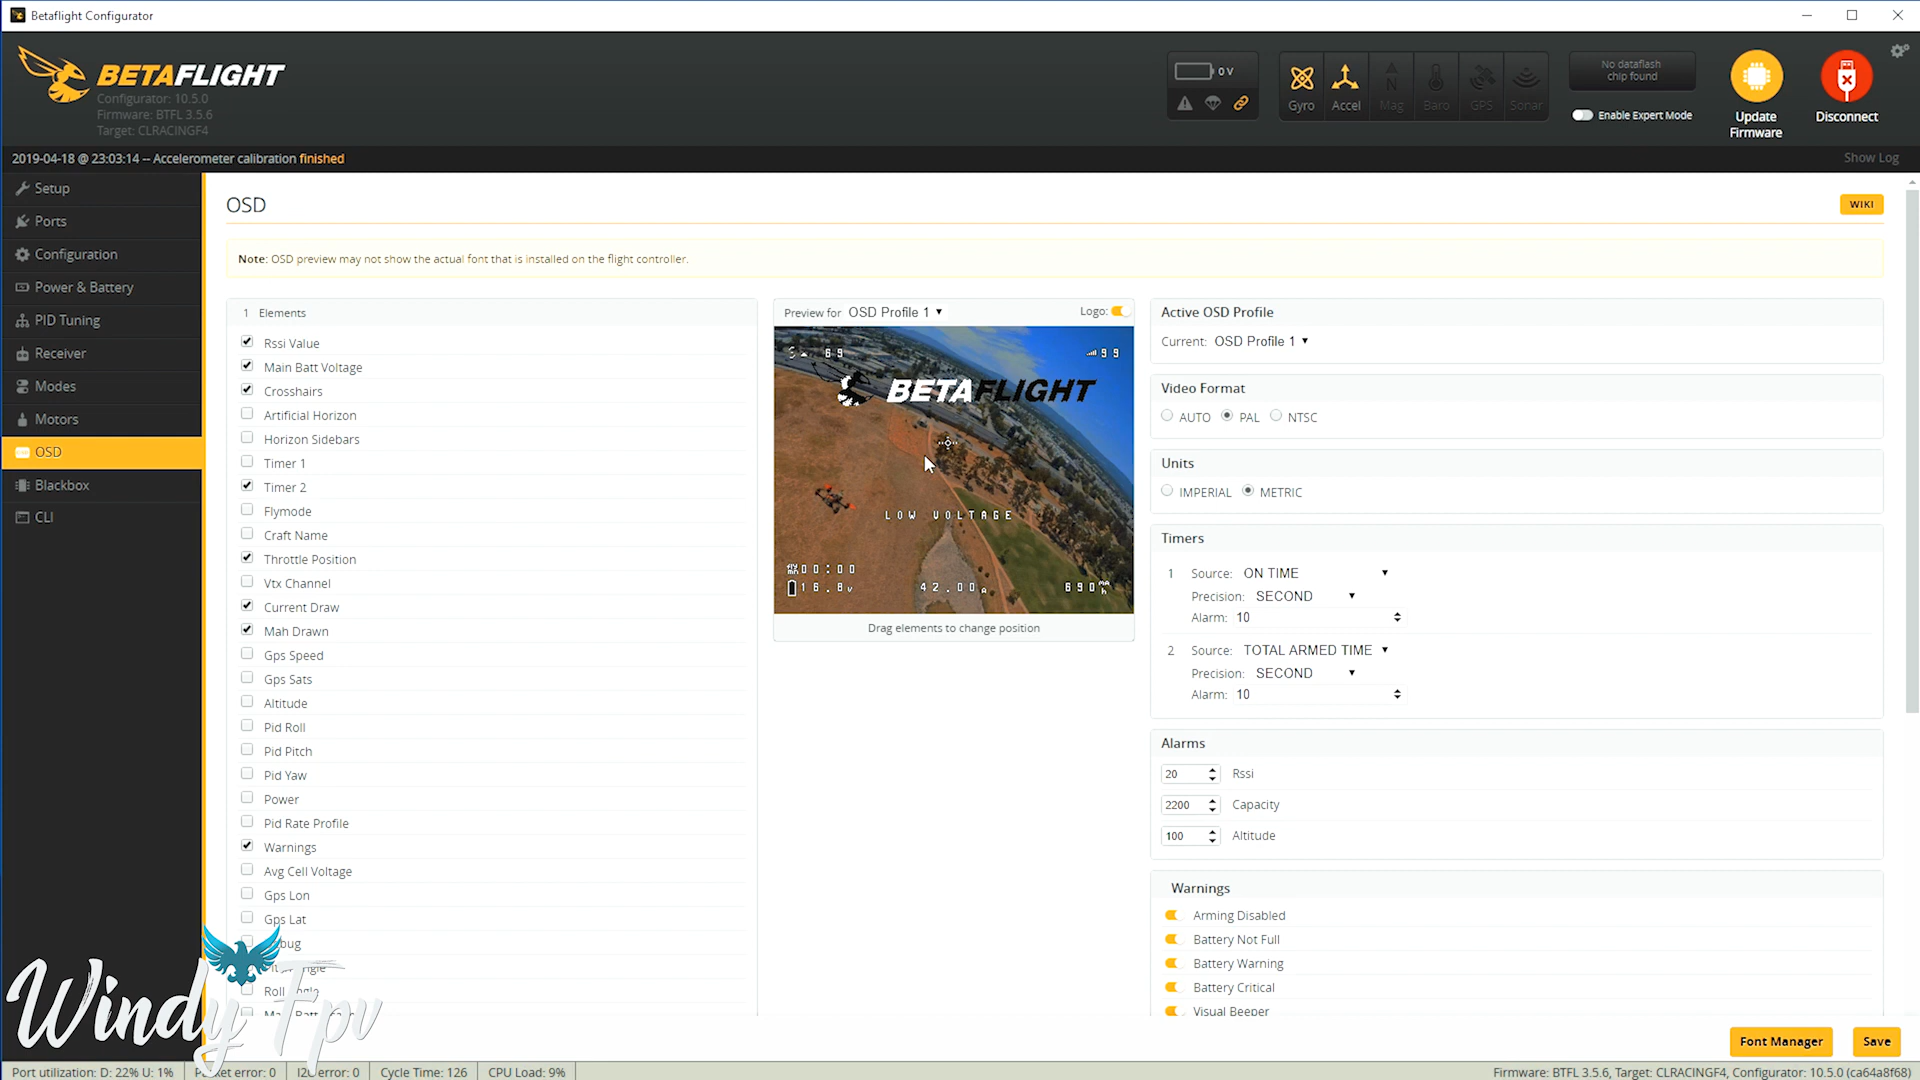 Betaflight Configurator
BETAFLIGHT
Configurator: 10.5.0
Firmware: BTFL 3.5.6
Target: CLRACINGF4
0 V
Gyro
Accel
Mag
Baro
GPS
Sonar
No dataflash
chip found
Enable Expert Mode
Update
Firmware
Disconnect
2019-04-18 @ 23:03:14 -- Accelerometer calibration finished
Show Log
Setup
Ports
Configuration
Power & Battery
PID Tuning
Receiver
Modes
Motors
OSD
Blackbox
CLI
OSD
WIKI
Note: OSD preview may not show the actual font that is installed on the flight controller.
1 Elements
Rssi Value
Main Batt Voltage
Crosshairs
Artificial Horizon
Horizon Sidebars
Timer 1
Timer 2
Flymode
Craft Name
Throttle Position
Vtx Channel
Current Draw
Mah Drawn
Gps Speed
Gps Sats
Altitude
Pid Roll
Pid Pitch
Pid Yaw
Power
Pid Rate Profile
Warnings
Avg Cell Voltage
Gps Lon
Gps Lat
Preview for OSD Profile 1
Logo:
69
99
BETAFLIGHT
LOW VOLTAGE
00:00
16.8V
42.00A
690
Drag elements to change position
Active OSD Profile
Current: OSD Profile 1
Video Format
AUTO PAL NTSC
Units
IMPERIAL METRIC
Timers
1 Source: ON TIME
Precision: SECOND
Alarm: 10
2 Source: TOTAL ARMED TIME
Precision: SECOND
Alarm: 10
Alarms
20 Rssi
2200 Capacity
100 Altitude
Warnings
Arming Disabled
Battery Not Full
Battery Warning
Battery Critical
Visual Beeper
Windy Fpv
Font Manager
Save
Port utilization: D: 22% U: 1%
error: 0
error: 0
Cycle Time: 126
CPU Load: 9%
Firmware: BTFL 3.5.6, Target: CLRACINGF4, Configurator: 10.5.0 (ca64a8f68)